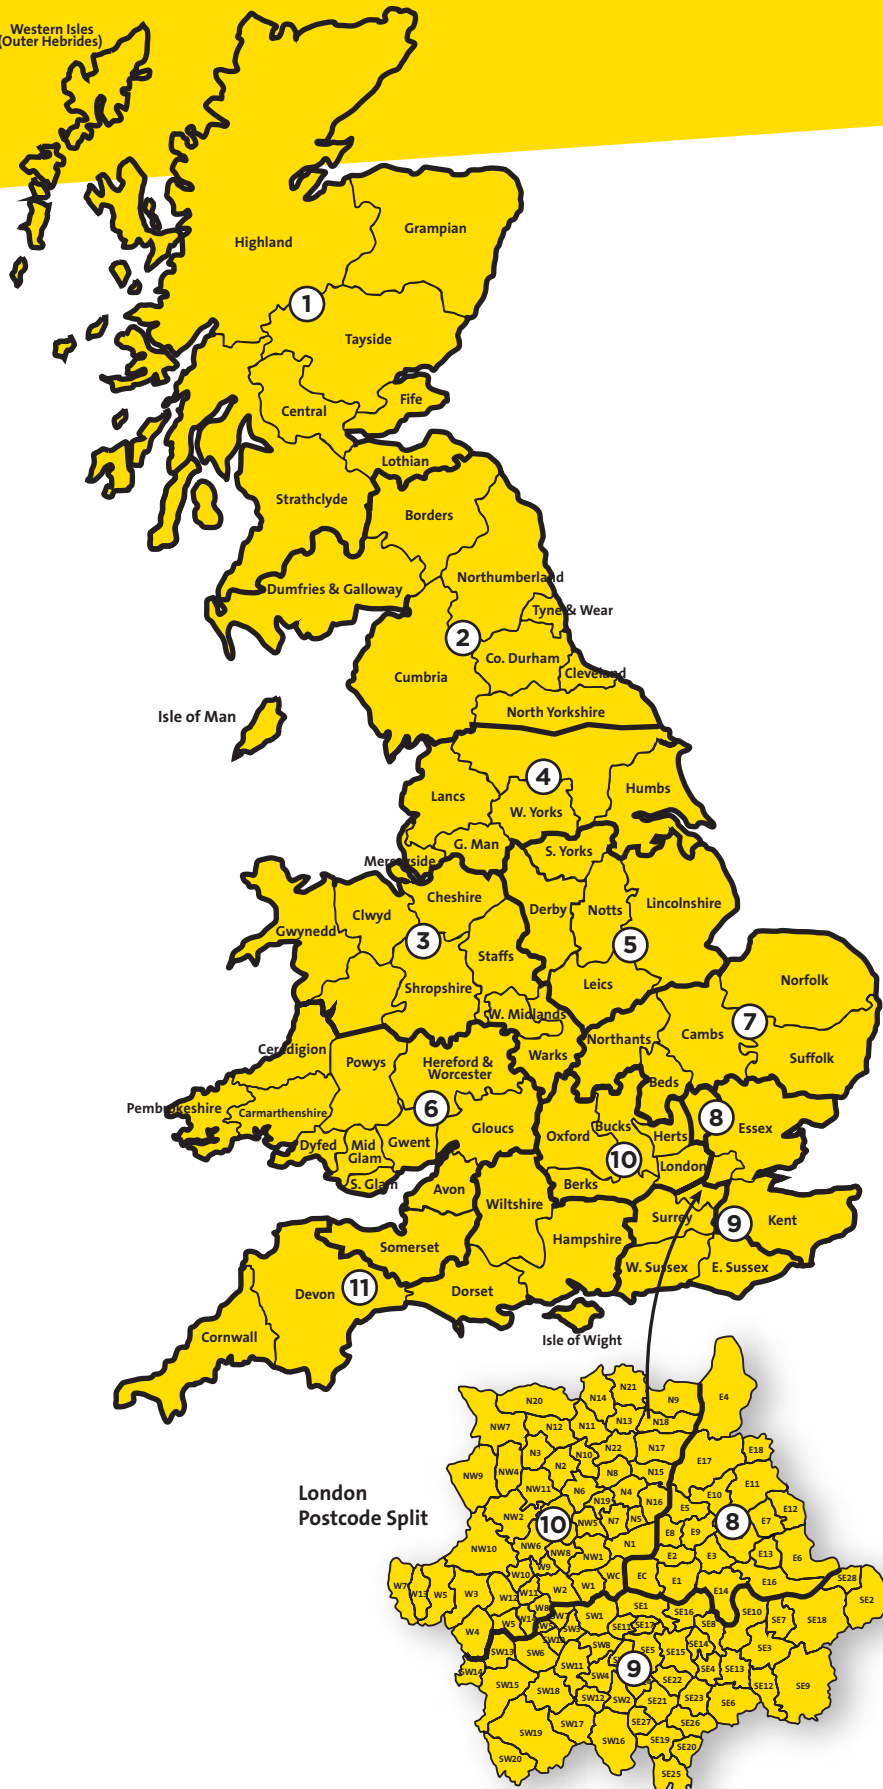 Western Isles
(Outer Hebrides)
Highland
Grampian
1
Tayside
Fife
Central
Lothian
Strathclyde
Borders
Northumberland
Dumfries & Galloway
Tyne & Wear
2
Co. Durham
Cleveland
Cumbria
North Yorkshire
Isle of Man
4
Lancs
Humbs
W. Yorks
G. Man
S. Yorks
Merseyside
Cheshire
Lincolnshire
Derby
Notts
Clwyd
Gwynedd
3
5
Staffs
Norfolk
Leics
Shropshire
W. Midlands
7
Northants
Cambs
Ceredigion
Warks
Suffolk
Powys
Hereford &
Worcester
Beds
Pembrokeshire
Carmarthenshire
6
8
Essex
Gloucs
Oxford
Bucks
Herts
Dyfed
Mid
Glam
Gwent
10
London
S. Glam
Avon
Berks
Wiltshire
Surrey
9
Kent
Somerset
Hampshire
W. Sussex
E. Sussex
Devon
11
Dorset
Cornwall
Isle of Wight
London
Postcode Split
N21
N14
E4
N20
N9
NW7
N12
N11
N13
N18
N3
N10
N22
N17
E18
NW9
NW4
N2
N8
N15
E17
E11
NW11
N6
N4
E10
N19
N16
E5
E12
NW2
10
NW5
N7
N5
8
E7
E8
E9
NW10
NW6
NW8
NW1
N1
E2
E3
E13
E6
W9
W10
WC
EC
E1
E16
SE28
W7
W13
W5
W3
W12
W11
W2
W1
E14
SE2
W8
SW7
SW1
SE1
SE16
SE10
SE7
SE18
W4
W5
W14
SW5
SW3
SE11
SE17
SE8
SW10
SW13
SW6
SW8
SE5
SE15
SE14
SE3
SW14
SW11
SW4
9
SE4
SE13
SW15
SW18
SE22
SE12
SE9
SW12
SW2
SE21
SE23
SE6
SW19
SW17
SE27
SE26
SW16
SE19
SE20
SW20
SE25